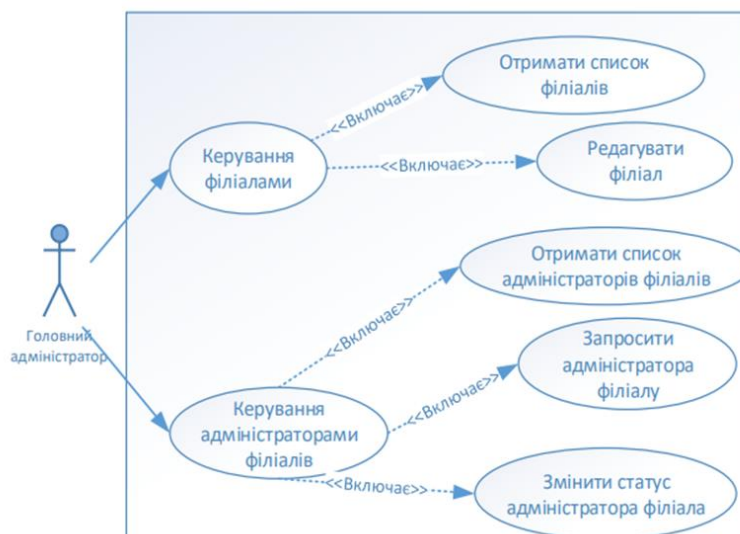 Отримати список
філіалів
<<Включає>>
Керування
філіалами
<<Включає>>
Редагувати
філіал
Отримати список
адміністраторів філіалів
<<Включає>>
Головний
адміністратор
Запросити
адміністратора
філіалу
<<Включає>>
Керування
адміністраторами
філіалів
<<Включає>>
Змінити статус
адміністратора філіала